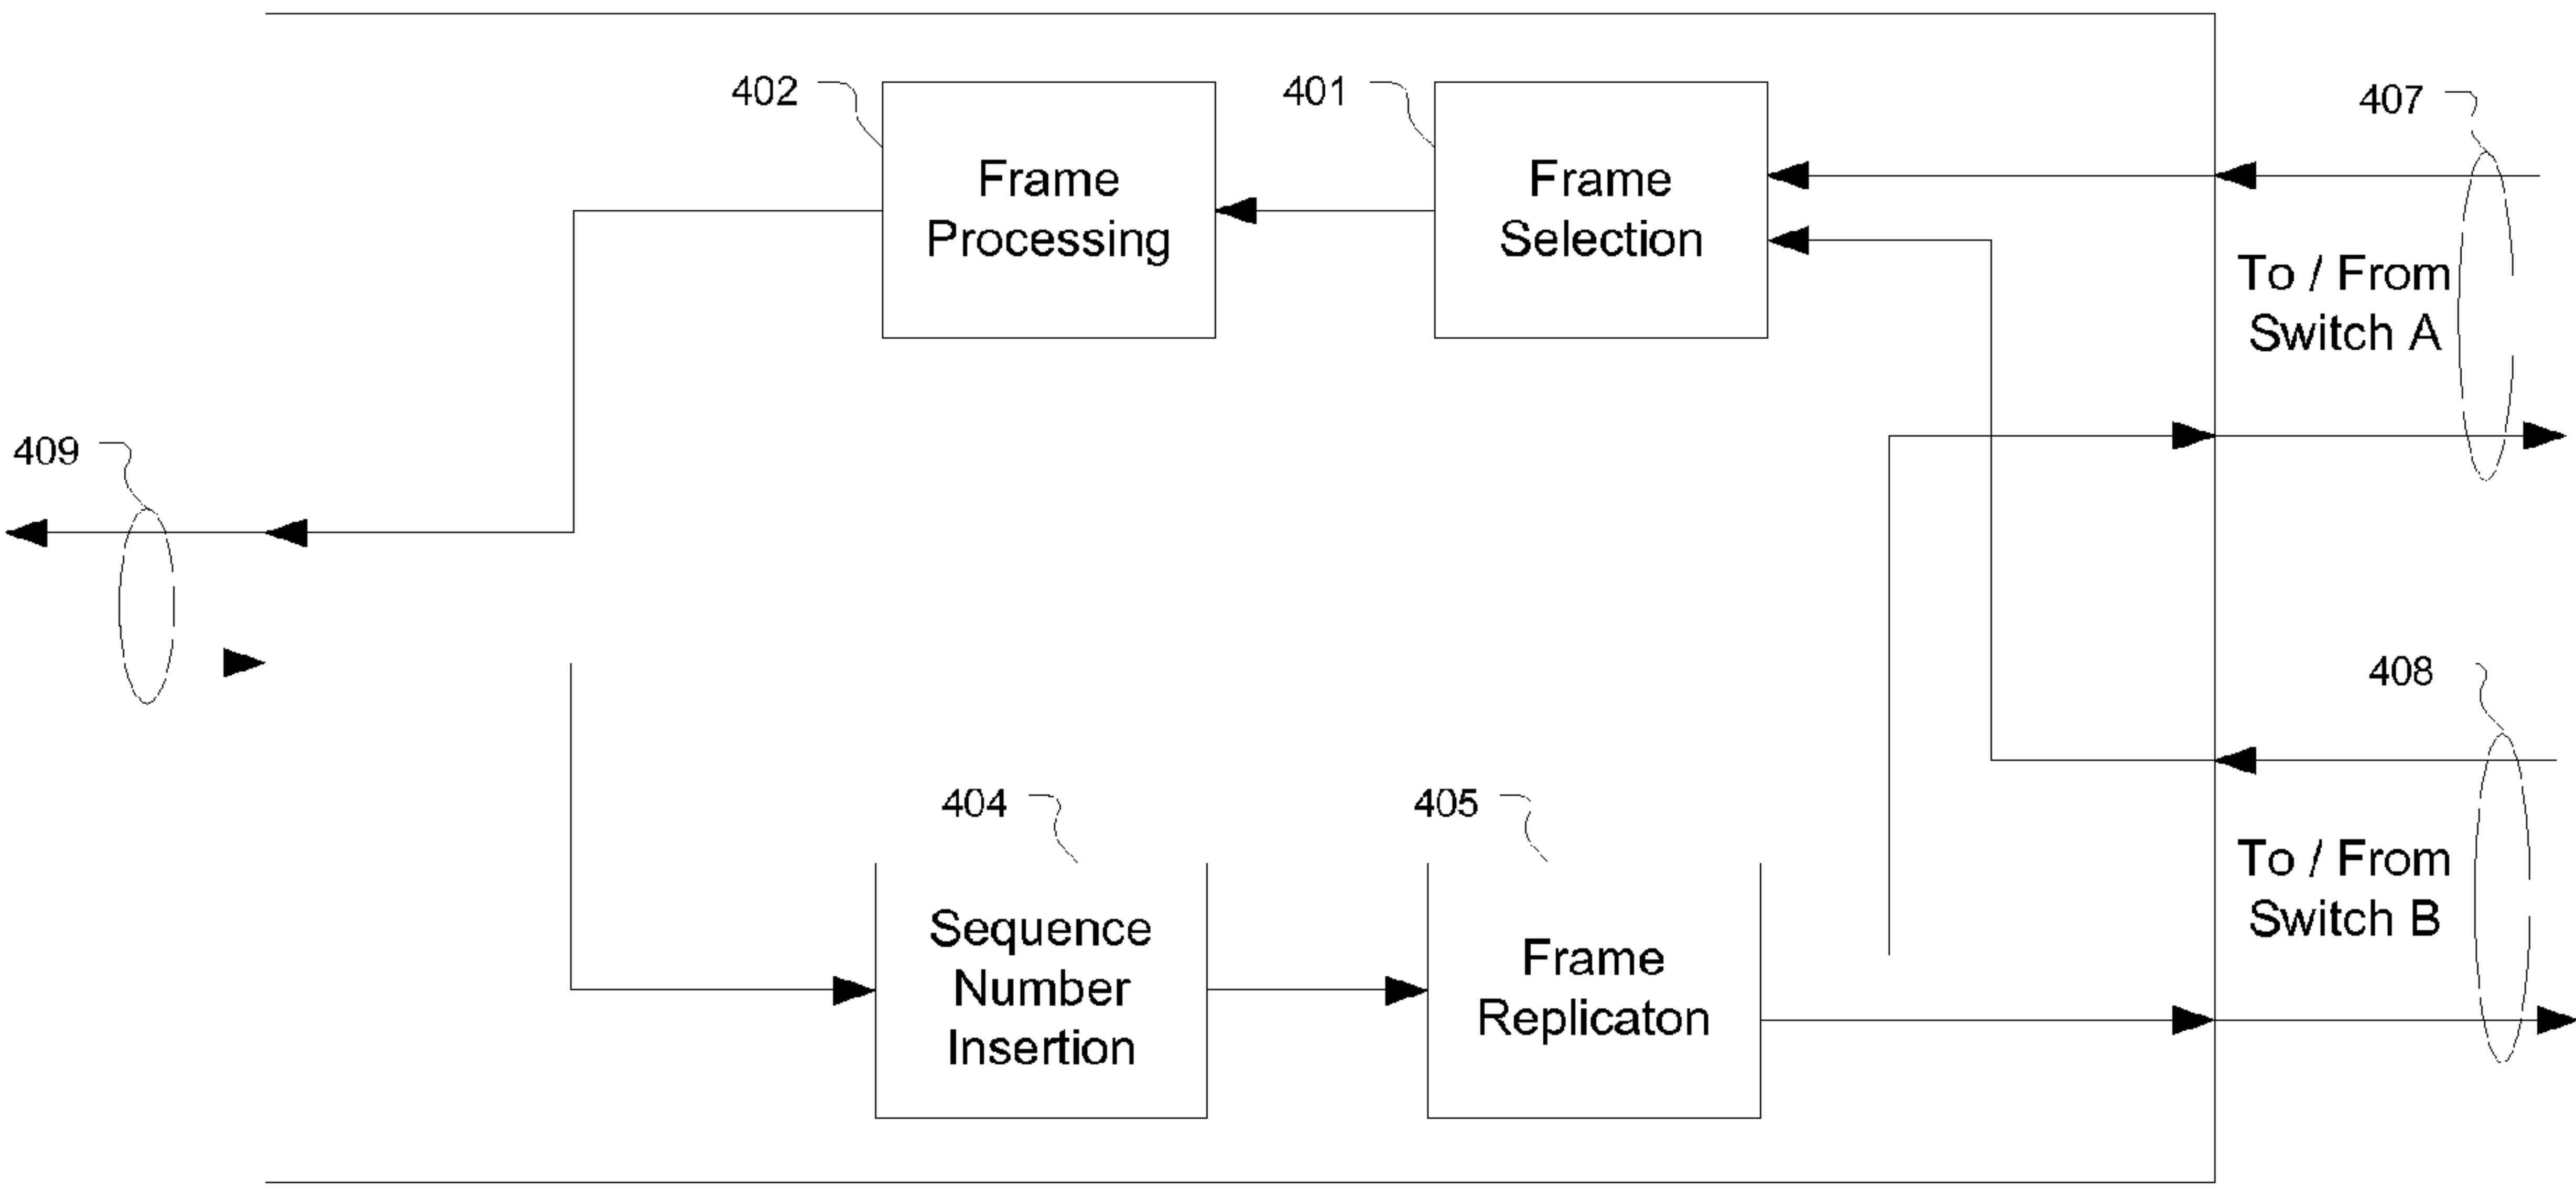 402
Frame
Processing
401
Frame
Selection
407
To / From
Switch A
409
408
To / From
Switch B
404
Sequence
Number
Insertion
405
Frame
Replicaton